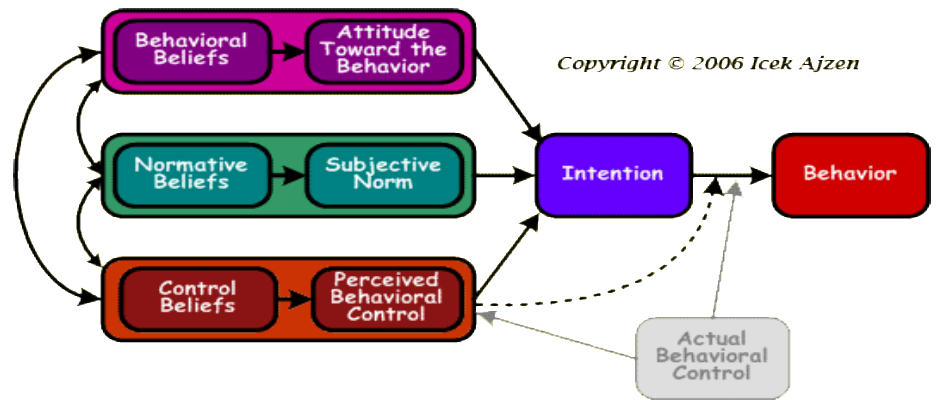 Behavioral
Beliefs
Attitude
Toward the
Behavior
Copyright © 2006 Icek Ajzen
Normative
Beliefs
Subjective
Norm
Intention
Behavior
Control
Beliefs
Perceived
Behavioral
Control
Actual
Behavioral
Control